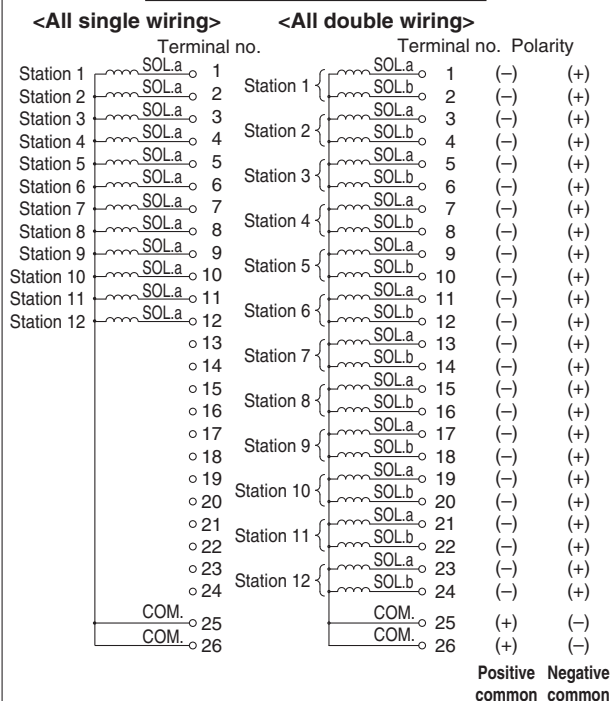 <All single wiring> <All double wiring>
Terminal no. Terminal no. Polarity
Station 1 SOL.a 1 Station 1 SOL.a 1 (–) (+)
Station 2 SOL.a 2 SOL.b 2 (–) (+)
Station 3 SOL.a 3 Station 2 SOL.a 3 (–) (+)
Station 4 SOL.a 4 SOL.b 4 (–) (+)
Station 5 SOL.a 5 Station 3 SOL.a 5 (–) (+)
Station 6 SOL.a 6 SOL.b 6 (–) (+)
Station 7 SOL.a 7 Station 4 SOL.a 7 (–) (+)
Station 8 SOL.a 8 SOL.b 8 (–) (+)
Station 9 SOL.a 9 Station 5 SOL.a 9 (–) (+)
Station 10 SOL.a 10 SOL.b 10 (–) (+)
Station 11 SOL.a 11 Station 6 SOL.a 11 (–) (+)
Station 12 SOL.a 12 SOL.b 12 (–) (+)
13 Station 7 SOL.a 13 (–) (+)
14 SOL.b 14 (–) (+)
15 Station 8 SOL.a 15 (–) (+)
16 SOL.b 16 (–) (+)
17 Station 9 SOL.a 17 (–) (+)
18 SOL.b 18 (–) (+)
19 Station 10 SOL.a 19 (–) (+)
20 SOL.b 20 (–) (+)
21 Station 11 SOL.a 21 (–) (+)
22 SOL.b 22 (–) (+)
23 Station 12 SOL.a 23 (–) (+)
24 SOL.b 24 (–) (+)
COM. 25 COM. 25 (+) (–)
COM. 26 COM. 26 (+) (–)
Positive Negative
common common